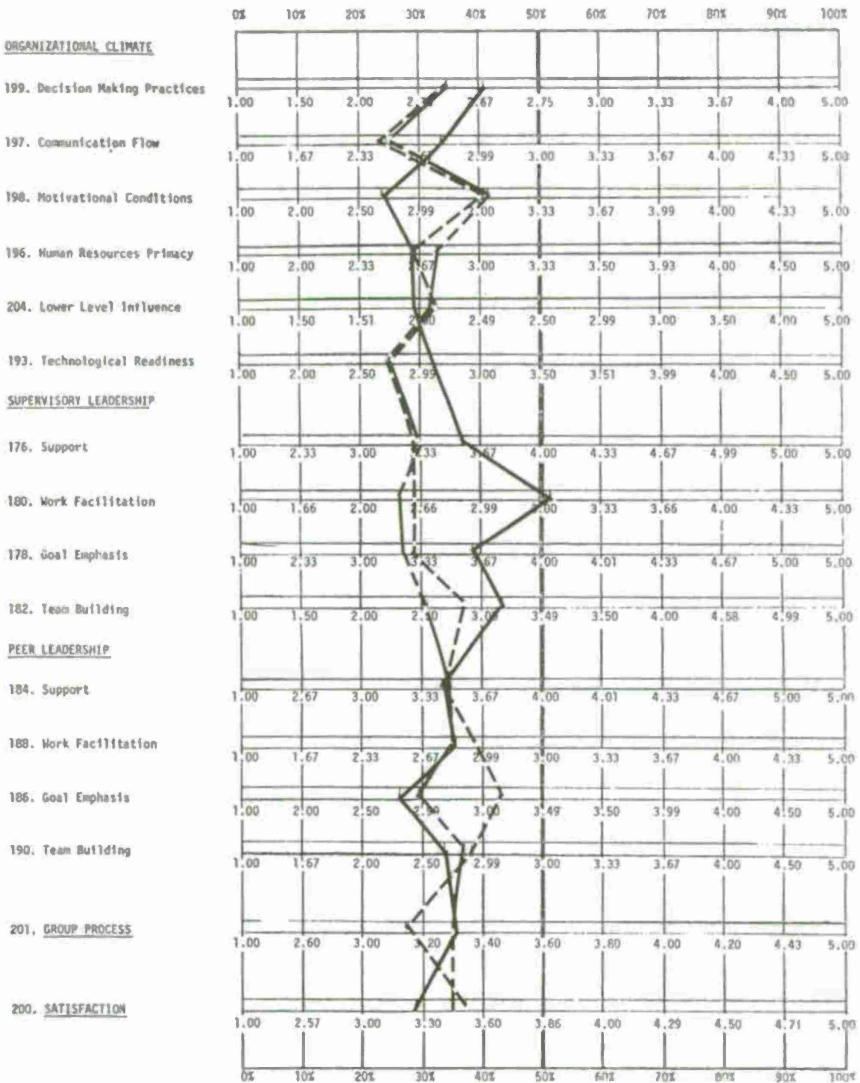 0% 10% 20% 30% 40% 50% 60% 70% 80% 90% 100%
ORGANIZATIONAL CLIMATE
199. Decision Making Practices
1.00 2.00 2.67 2.75 3.00 3.33 3.67 4.00 5.00
197. Communication Flow
1.00 1.67 2.33 2.99 3.00 3.33 3.67 4.00 4.33 5.00
198. Motivational Conditions
1.00 2.00 2.50 2.99 2.00 3.33 3.67 3.99 4.00 4.33 5.00
196. Human Resources Primacy
1.00 2.00 2.33 2.67 3.00 3.33 3.50 3.93 4.00 4.50 5.00
204. Lower Level Influence
1.00 1.50 1.51 2.49 2.50 2.99 3.00 3.50 4.00 5.00
193. Technological Readiness
1.00 2.00 2.50 2.99 3.00 3.50 3.51 3.99 4.00 4.50 5.00
SUPERVISORY LEADERSHIP
176. Support
1.00 2.33 3.00 3.67 4.00 4.33 4.67 4.99 5.00 5.00
180. Work Facilitation
1.00 1.66 2.00 2.66 2.99 3.33 3.66 4.00 4.33 5.00
178. Goal Emphasis
1.00 2.33 3.00 3.33 3.67 4.00 4.01 4.33 4.67 5.00 5.00
182. Team Building
1.00 1.50 2.00 3.49 3.50 4.00 4.58 4.99 5.00
PEER LEADERSHIP
184. Support
1.00 2.67 3.00 3.33 3.67 4.00 4.01 4.33 4.67 5.00 5.00
188. Work Facilitation
1.00 1.67 2.33 2.67 2.99 3.00 3.33 3.67 4.00 4.33 5.00
186. Goal Emphasis
1.00 2.00 2.50 3.00 3.49 3.50 3.99 4.00 4.50 5.00
190. Team Building
1.00 1.67 2.00 2.50 2.99 3.00 3.33 3.67 4.00 4.50 5.00
201. GROUP PROCESS
1.00 2.60 3.00 3.20 3.40 3.60 3.80 4.00 4.20 4.43 5.00
200. SATISFACTION
1.00 2.57 3.00 3.30 3.60 3.86 4.00 4.29 4.50 4.71 5.00
0% 10% 20% 30% 40% 50% 60% 70% 80% 90% 100%